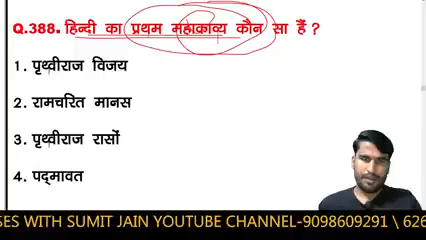 Q.388. हिन्दी का प्रथम महाकाव्य कौन सा हैं ?
1. पृथ्वीराज विजय
2. रामचरित मानस
3. पृथ्वीराज रासों
4. पद्मावत
SES WITH SUMIT JAIN YOUTUBE CHANNEL-9098609291 \ 626